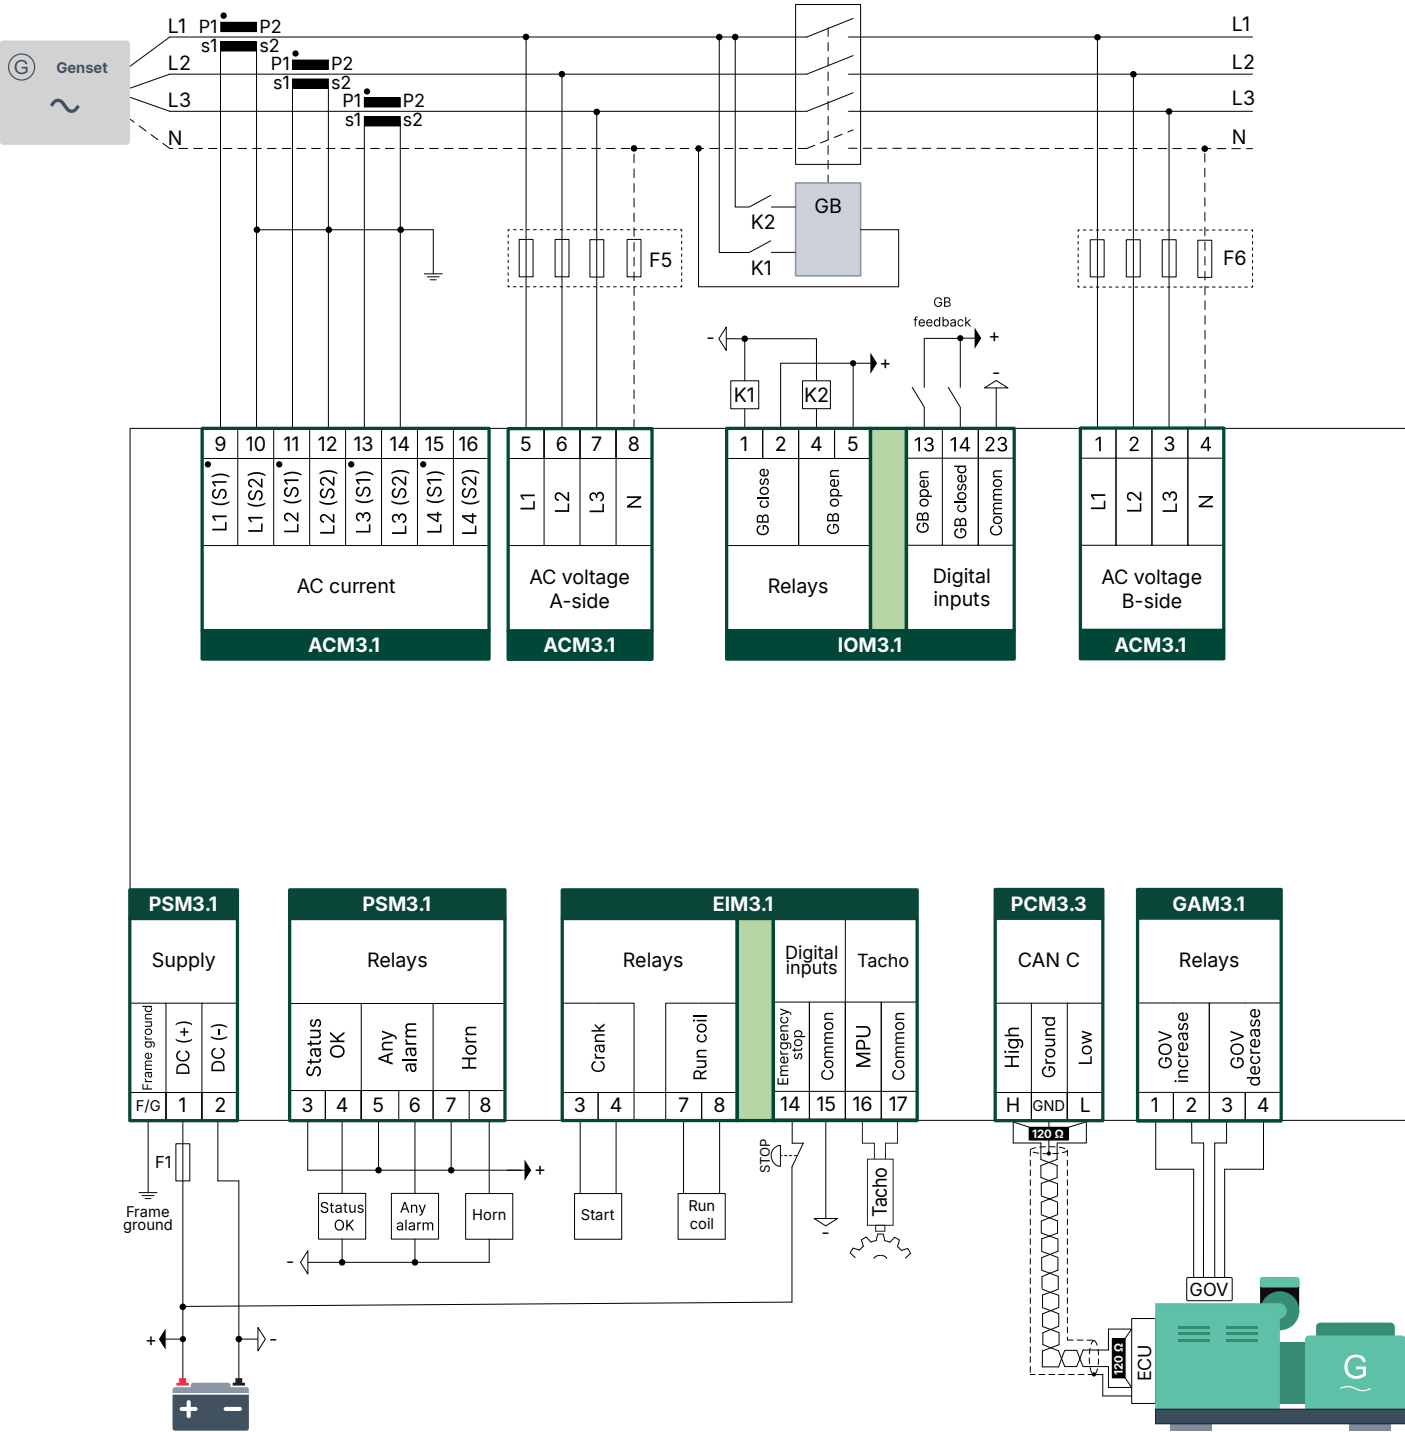 L1 P1 P2 L1
s1 s2
G Genset L2 P1 P2 L2
s1 s2
L3 P1 P2 L3
s1 s2
N N
GB
K2
K1
F5 F6
GB
feedback
- + + -
K1 K2
9 10 11 12 13 14 15 16
L1 (S1) L1 (S2) L2 (S1) L2 (S2) L3 (S1) L3 (S2) L4 (S1) L4 (S2)
AC current
ACM3.1
5 6 7 8
L1 L2 L3 N
AC voltage
A-side
ACM3.1
1 2 4 5 13 14 23
GB close GB open GB open GB closed Common
Relays Digital
inputs
IOM3.1
1 2 3 4
L1 L2 L3 N
AC voltage
B-side
ACM3.1
PSM3.1
Supply
Frame ground DC (+) DC (-)
F/G 1 2
PSM3.1
Relays
Status
OK
Any
alarm
Horn
3 4 5 6 7 8
EIM3.1
Relays Digital
inputs Tacho
Crank Run coil Emergency
stop Common MPU Common
3 4 7 8 14 15 16 17
PCM3.3
CAN C
High Ground Low
H GND L
GAM3.1
Relays
GOV
increase
GOV
decrease
1 2 3 4
120 Ω
F1
Frame
ground
+
Status
OK
Any
alarm
Horn
-
Start
Run
coil
STOP
-
Tacho
GOV
+ -
+ −
120 Ω
ECU
G